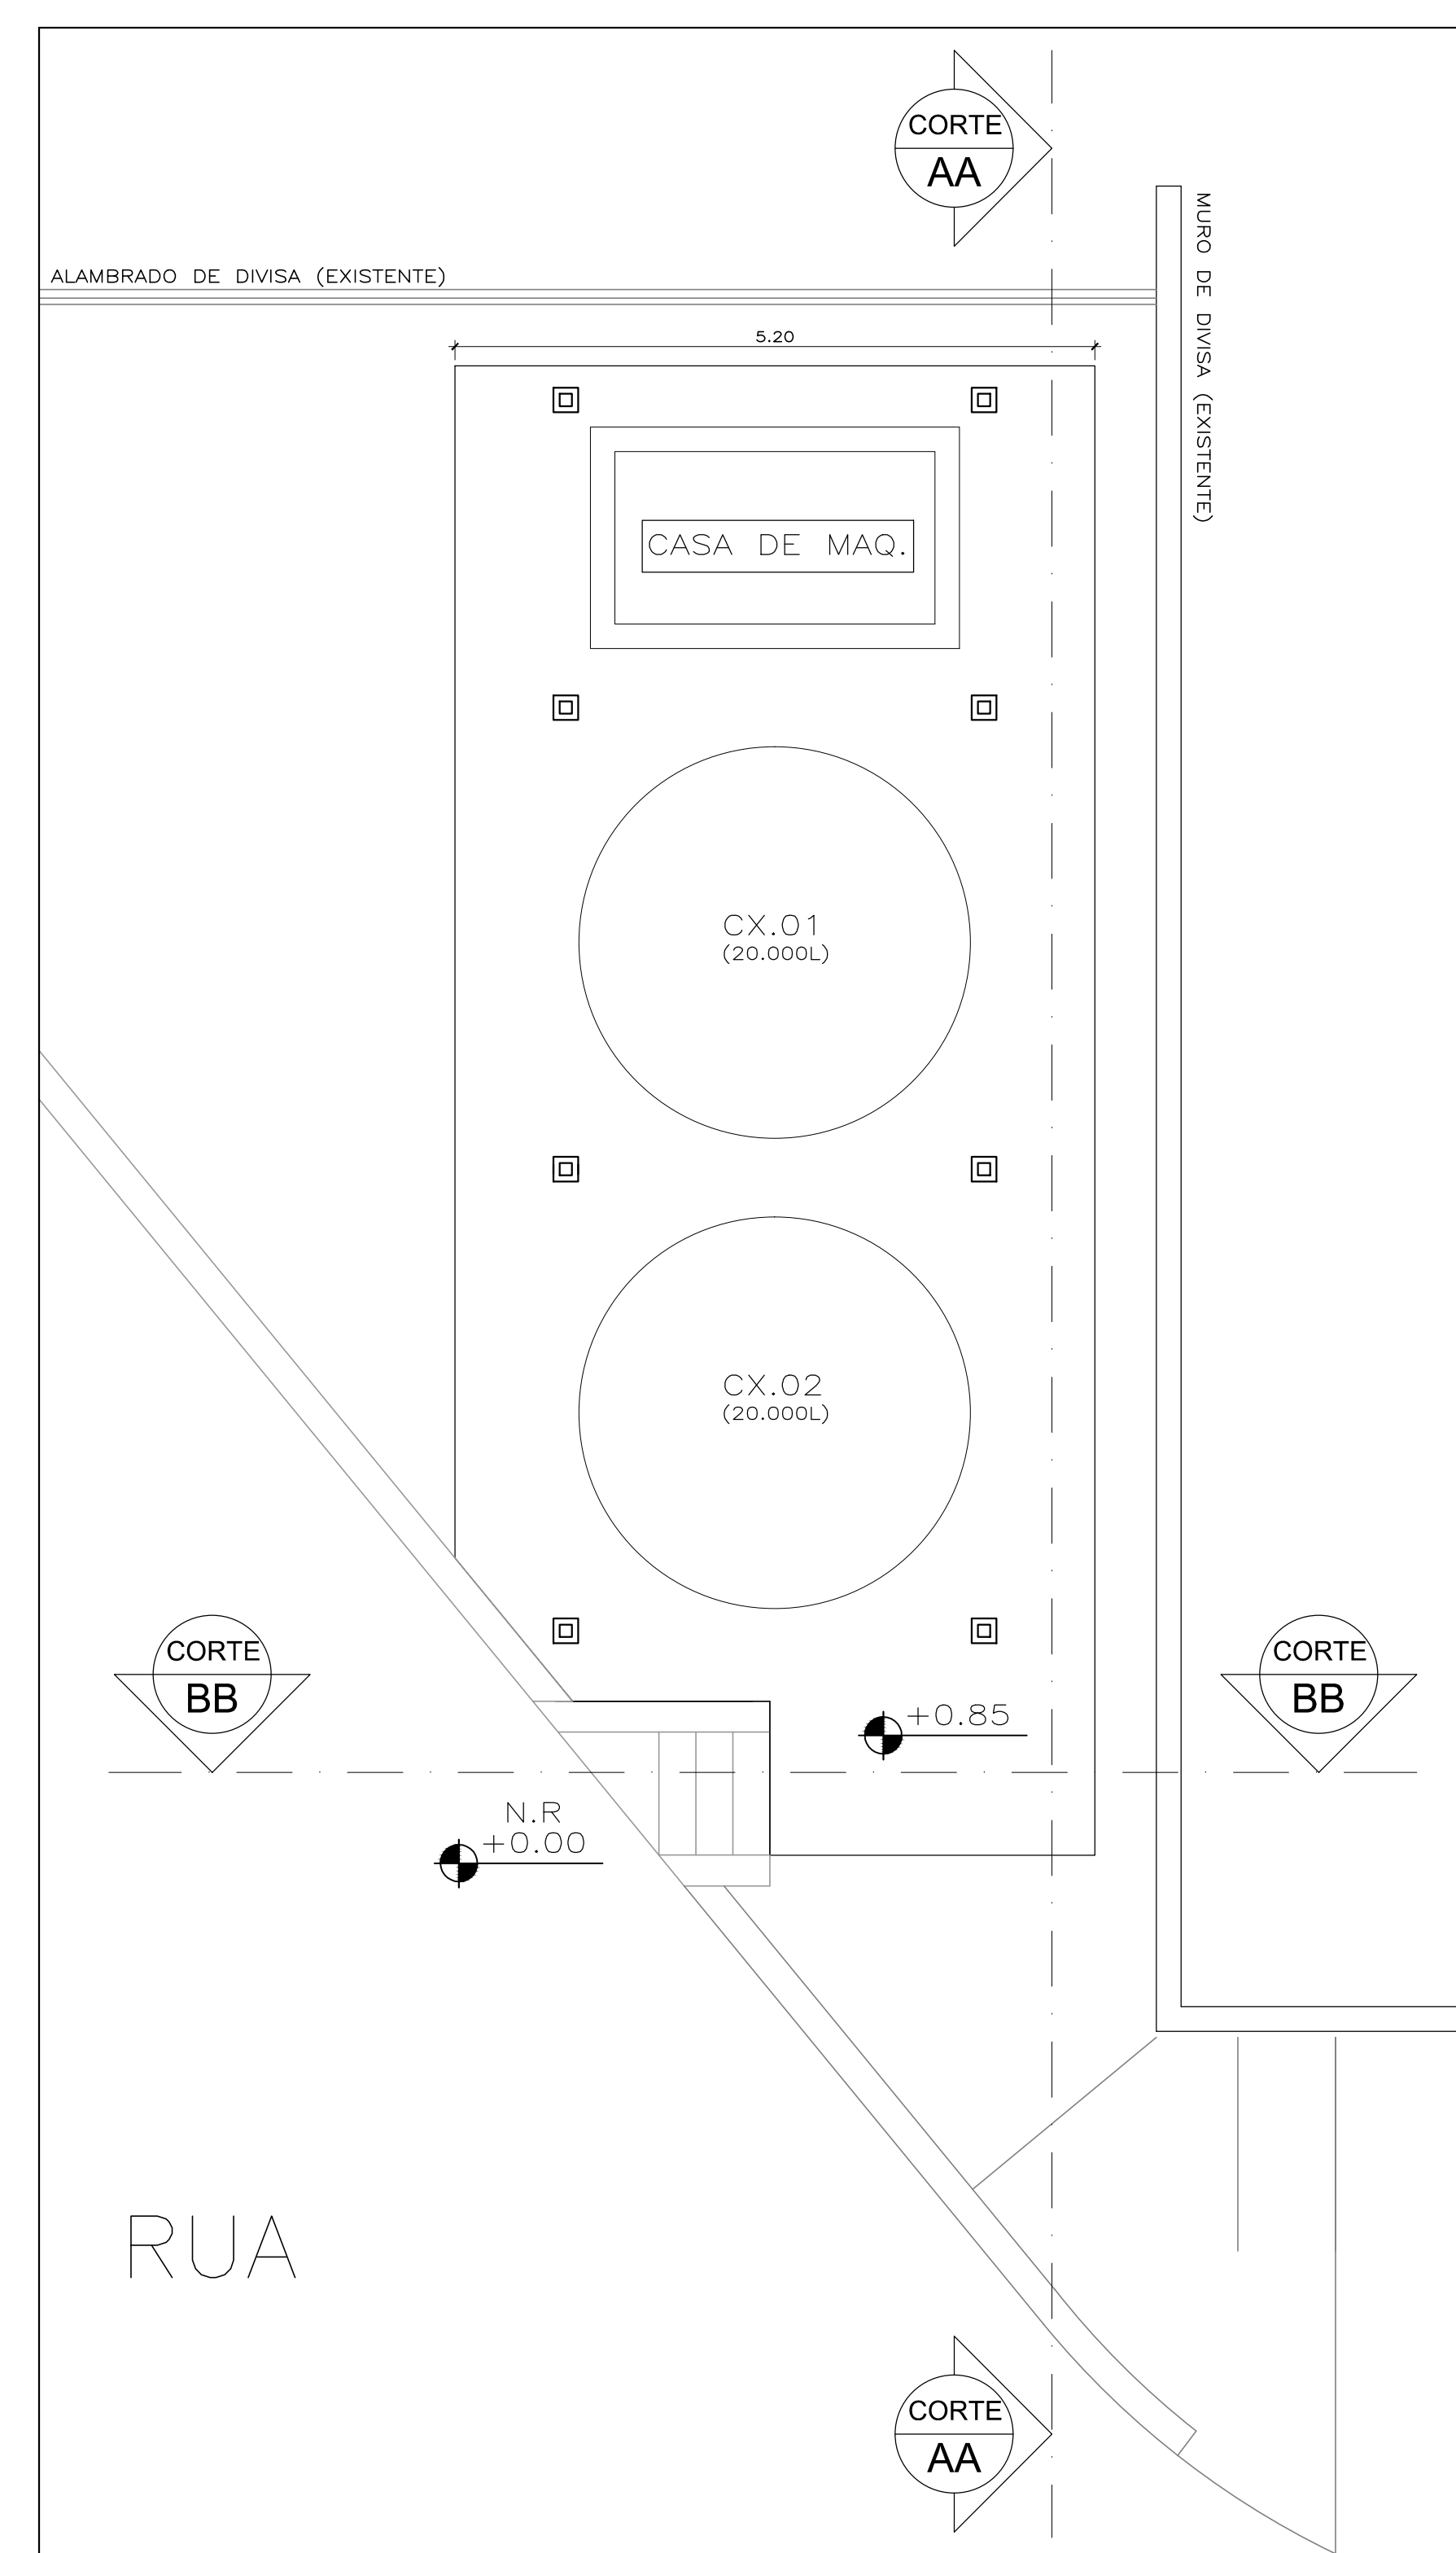 CORTE
AA
MURO DE DIVISA (EXISTENTE)
ALAMBRADO DE DIVISA (EXISTENTE)
5.20
CASA DE MAQ.
CX.01
(20.000L)
CX.02
(20.000L)
CORTE
BB
CORTE
BB
+0.85
N.R
+0.00
RUA
CORTE
AA